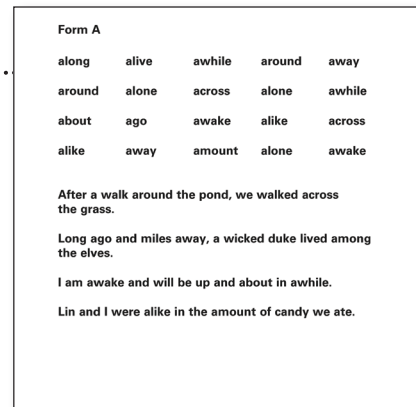 Form A
along alive awhile around away
around alone across alone awhile
about ago awake alike across
alike away amount alone awake
After a walk around the pond, we walked across
the grass.
Long ago and miles away, a wicked duke lived among
the elves.
I am awake and will be up and about in awhile.
Lin and I were alike in the amount of candy we ate.